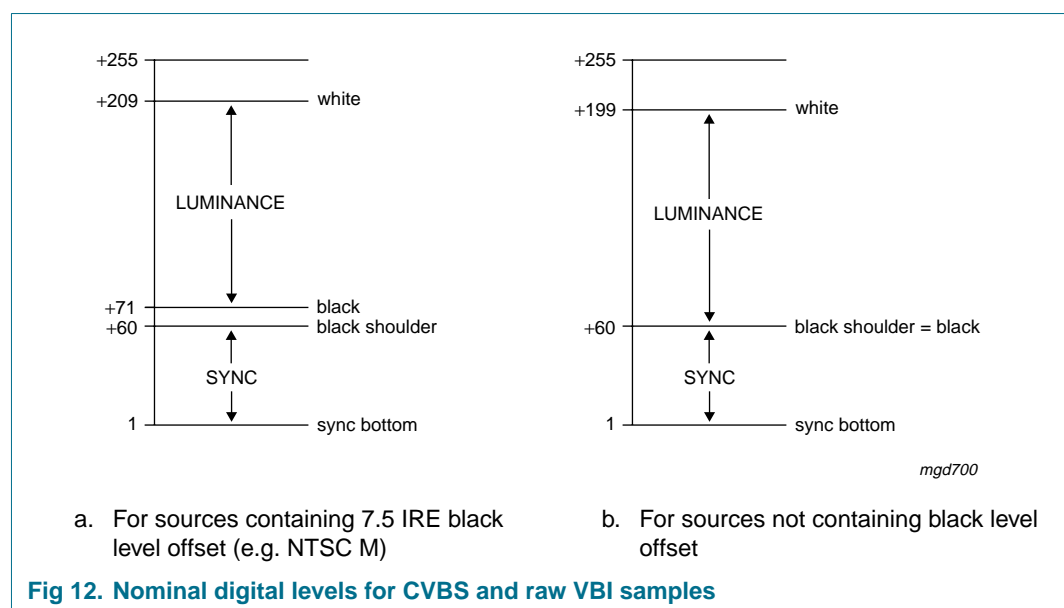 +255
+209
white
LUMINANCE
+71
black
+60
black shoulder
SYNC
1
sync bottom
+255
+199
white
LUMINANCE
+60
black shoulder = black
SYNC
1
sync bottom
mgd700
a. For sources containing 7.5 IRE black
level offset (e.g. NTSC M)
b. For sources not containing black level
offset
Fig 12. Nominal digital levels for CVBS and raw VBI samples